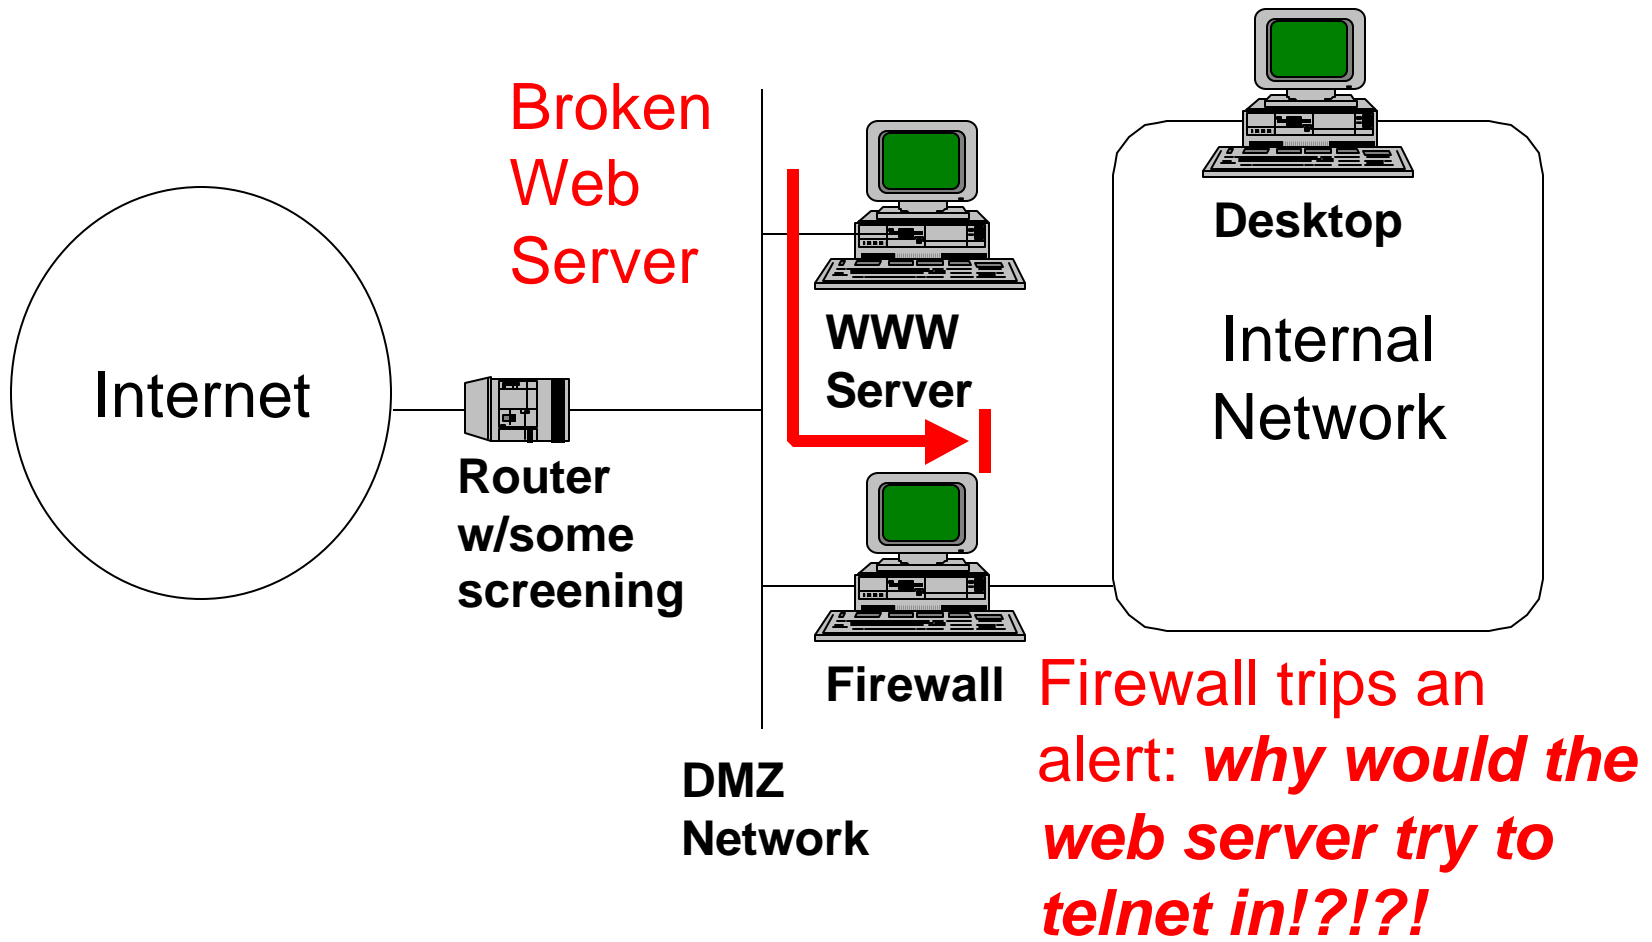 Broken
Web
Server
Desktop
Internet
WWW
Server
Internal
Network
Router
w/some
screening
Firewall
DMZ
Network
Firewall trips an
alert: why would the
web server try to
telnet in!?!?!